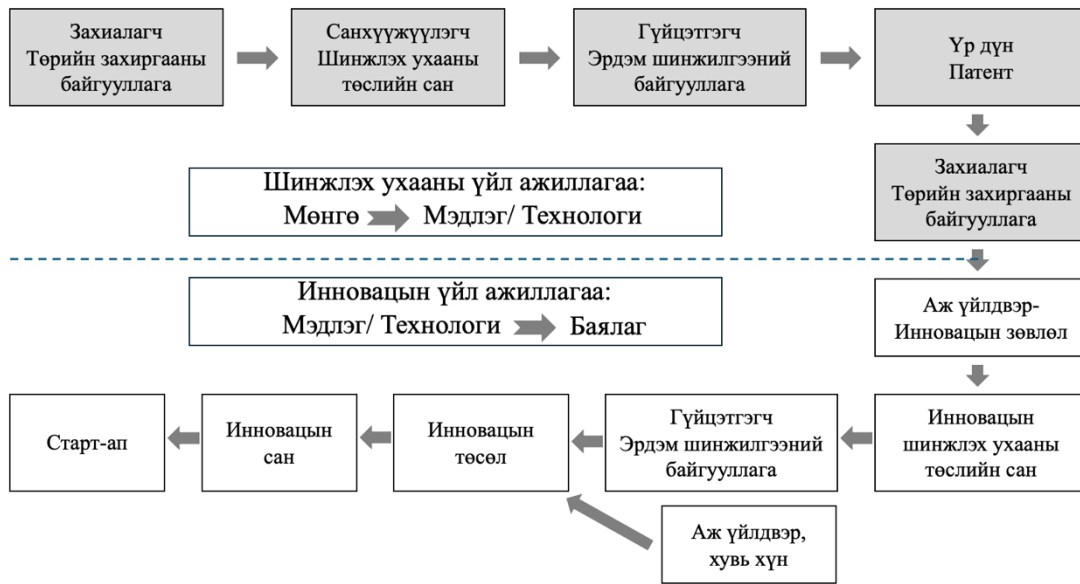 Захиалагч
Төрийн захиргааны
байгууллага
Санхүүжүүлэгч
Шинжлэх ухааны
төслийн сан
Гүйцэтгэгч
Эрдэм шинжилгээний
байгууллага
Үр дүн
Патент
Захиалагч
Төрийн захиргааны
байгууллага
Шинжлэх ухааны үйл ажиллагаа:
Мөнгө Мэдлэг/ Технологи
Инновацын үйл ажиллагаа:
Мэдлэг/ Технологи Баялаг
Аж үйлдвэр-
Инновацын зөвлөл
Инновацын
шинжлэх ухааны
төслийн сан
Гүйцэтгэгч
Эрдэм шинжилгээний
байгууллага
Инновацын
төсөл
Инновацын
сан
Старт-ап
Аж үйлдвэр,
хувь хүн